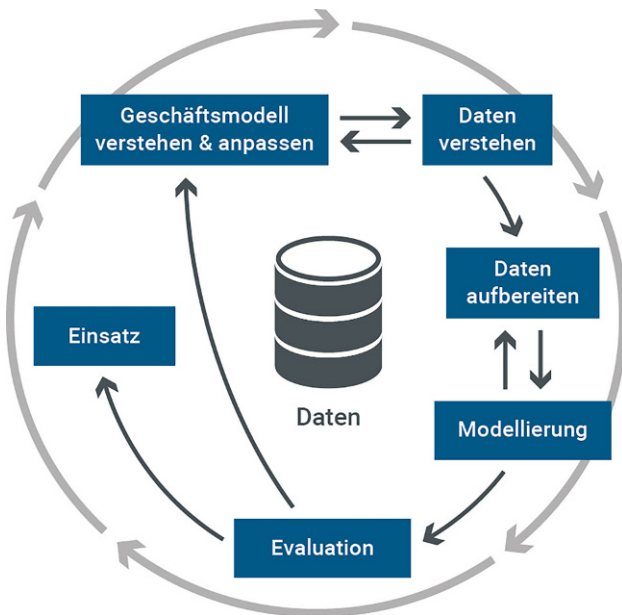 Geschäftsmodell
verstehen & anpassen
Daten
verstehen
Daten
aufbereiten
Einsatz
Daten
Modellierung
Evaluation